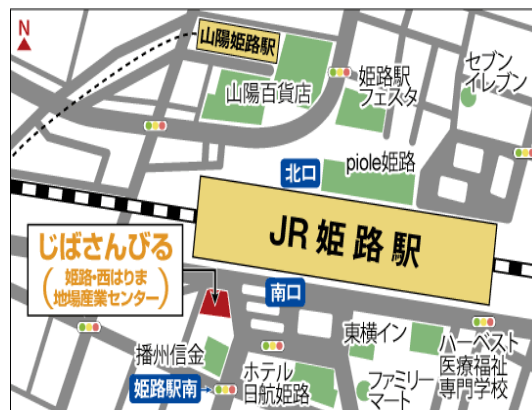 N
山陽姫路駅
山陽百貨店
姫路駅
フェスタ
セブン
イレブン
piole姫路
北口
JR姫路駅
じばさんびる
(姫路・西はりま
地場産業センター)
南口
播州信金
姫路駅南
ホテル
日航姫路
東横イン
ファミリー
マート
ハーベスト
医療福祉
専門学校